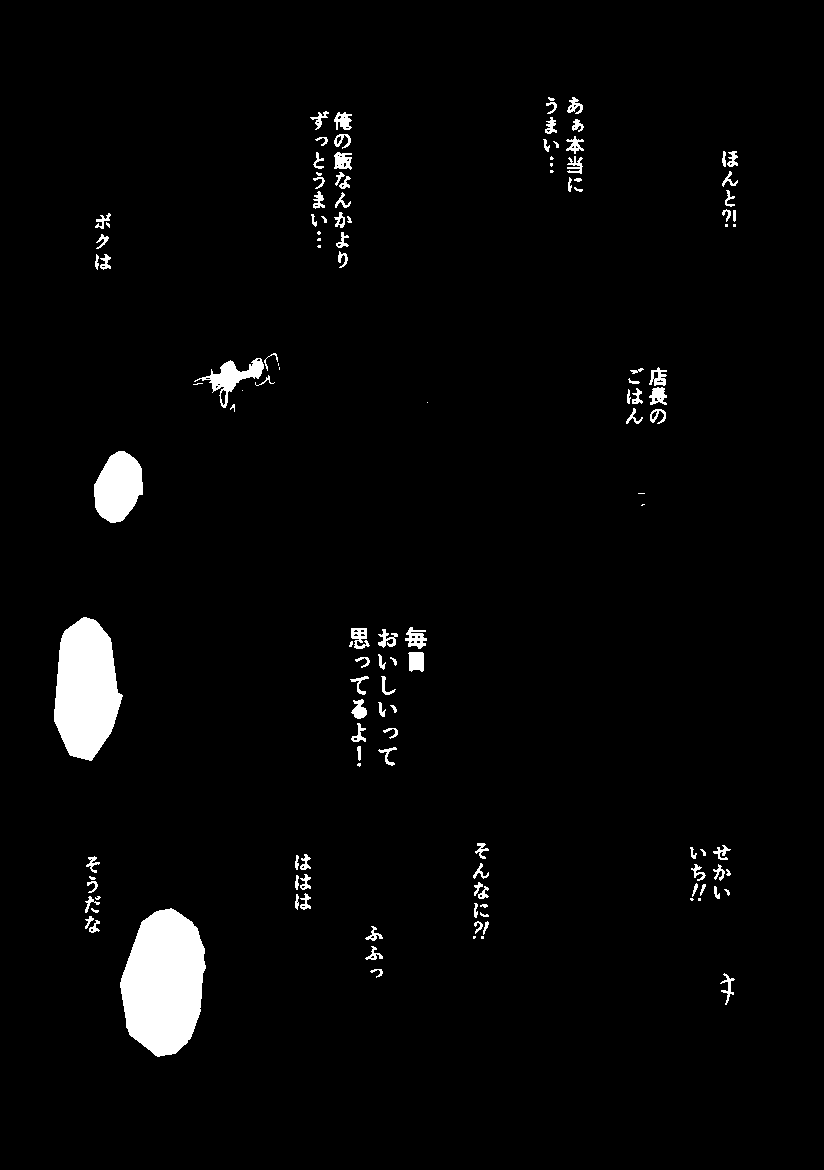 ほんと?!
あぁ本当に
うまい…
俺の飯なんかより
ずっとうまい…
ボクは
店長の
ごはん
毎
おいしいって
思ってるよ！
せかい
いち!!
そんなに?!
ふふっ
ははは
そうだな